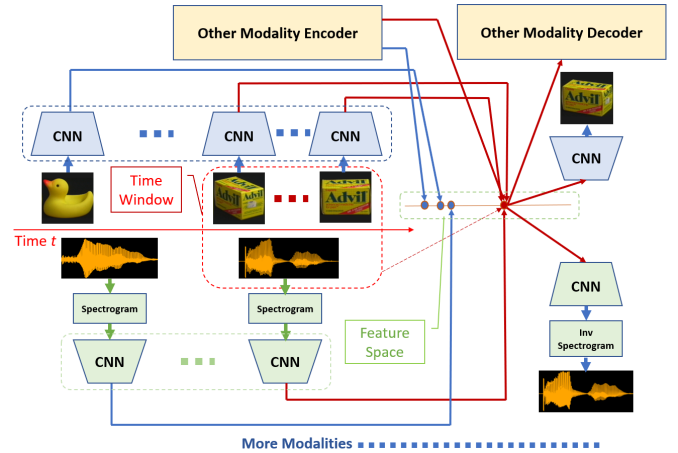 Other Modality Encoder
Other Modality Decoder
CNN
CNN
CNN
CNN
Advil
Time
Window
Advil
Advil
Time t
Spectrogram
Spectrogram
CNN
Inv
Spectrogram
Feature
Space
CNN
CNN
More Modalities